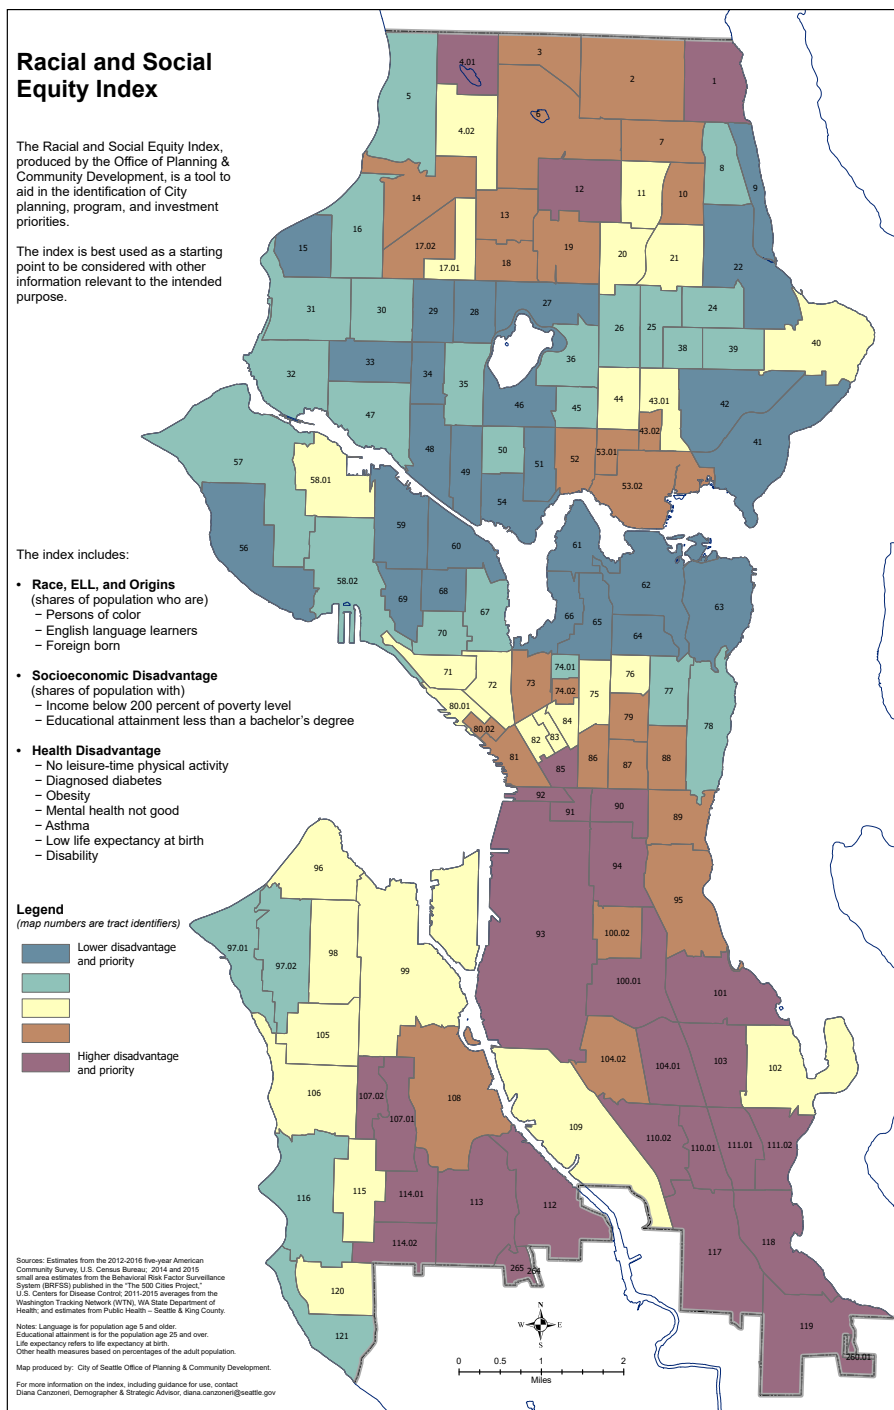 Racial and Social
Equity Index
The Racial and Social Equity Index,
produced by the Office of Planning &
Community Development, is a tool to
aid in the identification of City
planning, program, and investment
priorities.
The index is best used as a starting
point to be considered with other
information relevant to the intended
purpose.
The index includes:
• Race, ELL, and Origins
(shares of population who are)
− Persons of color
− English language learners
− Foreign born
• Socioeconomic Disadvantage
(shares of population with)
− Income below 200 percent of poverty level
− Educational attainment less than a bachelor's degree
• Health Disadvantage
− No leisure-time physical activity
− Diagnosed diabetes
− Obesity
− Mental health not good
− Asthma
− Low life expectancy at birth
− Disability
Legend
(map numbers are tract identifiers)
Lower disadvantage
and priority
Higher disadvantage
and priority
Sources: Estimates from the 2012-2016 five-year American
Community Survey, U.S. Census Bureau; 2014 and 2015
small area estimates from the Behavioral Risk Factor Surveillance
System (BRFSS) published in the "The 500 Cities Project,"
U.S. Centers for Disease Control; 2011-2015 averages from the
Washington Tracking Network (WTN), WA State Department of
Health; and estimates from Public Health – Seattle & King County.
Notes: Language is for population age 5 and older.
Educational attainment is for the population age 25 and over.
Life expectancy refers to life expectancy at birth.
Other health measures based on percentages of the adult population.
Map produced by: City of Seattle Office of Planning & Community Development.
For more information on the index, including guidance for use, contact
Diana Canzoneri, Demographer & Strategic Advisor, diana.canzoneri@seattle.gov
3
4.01
2
1
5
6
4.02
7
8
9
12
11
10
14
13
16
15
17.02
19
18
17.01
20
21
22
31
30
29
28
27
26
25
24
33
32
34
35
36
38
39
40
47
46
45
44
43.01
42
43.02
41
48
49
50
51
52
53.01
53.02
54
57
58.01
56
59
60
61
58.02
69
68
67
62
63
66
65
64
70
71
72
73
74.01
74.02
75
76
77
78
80.01
80.02
81
82
83
84
79
85
86
87
88
92
91
90
89
94
95
93
100.02
100.01
101
96
97.01
97.02
98
99
105
106
107.02
107.01
108
104.02
104.01
103
102
109
110.02
110.01
111.01
111.02
116
115
114.01
113
112
114.02
117
118
265
264
120
121
119
260.01
N
W
E
S
0 0.5 1 2
Miles